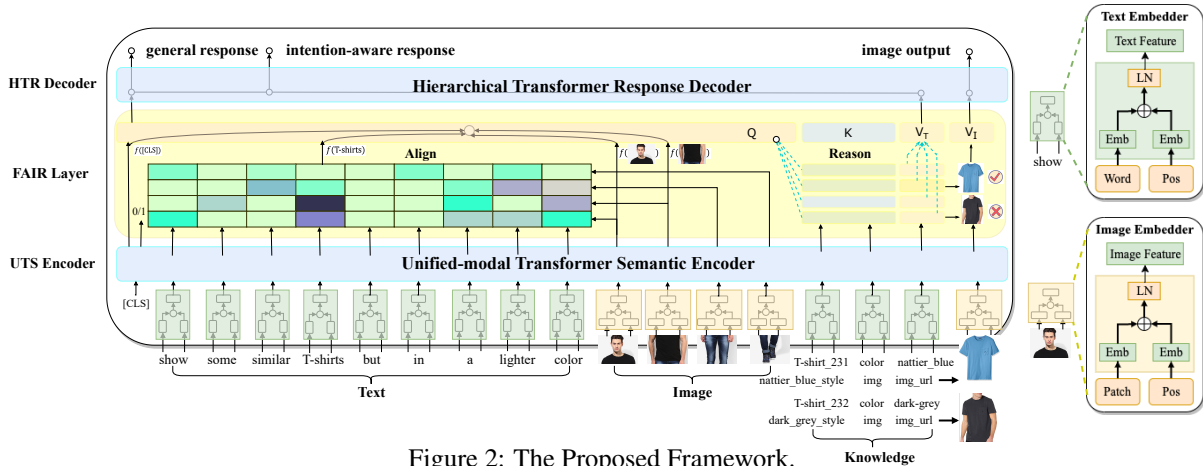 general response
intention-aware response
image output
HTR Decoder
Hierarchical Transformer Response Decoder
Q
K
V_T
V_I
f([CLS])
f(T-shirts)
f( )
f( )
Align
Reason
FAIR Layer
0/1
UTS Encoder
Unified-modal Transformer Semantic Encoder
[CLS]
show some similar T-shirts but in a lighter color
Text
Image
T-shirt_231 color nattier_blue
nattier_blue_style img img_url
T-shirt_232 color dark-grey
dark_grey_style img img_url
Knowledge
Text Embedder
Text Feature
LN
Emb Emb
Word Pos
show
Image Embedder
Image Feature
LN
Emb Emb
Patch Pos
Figure 2: The Proposed Framework.